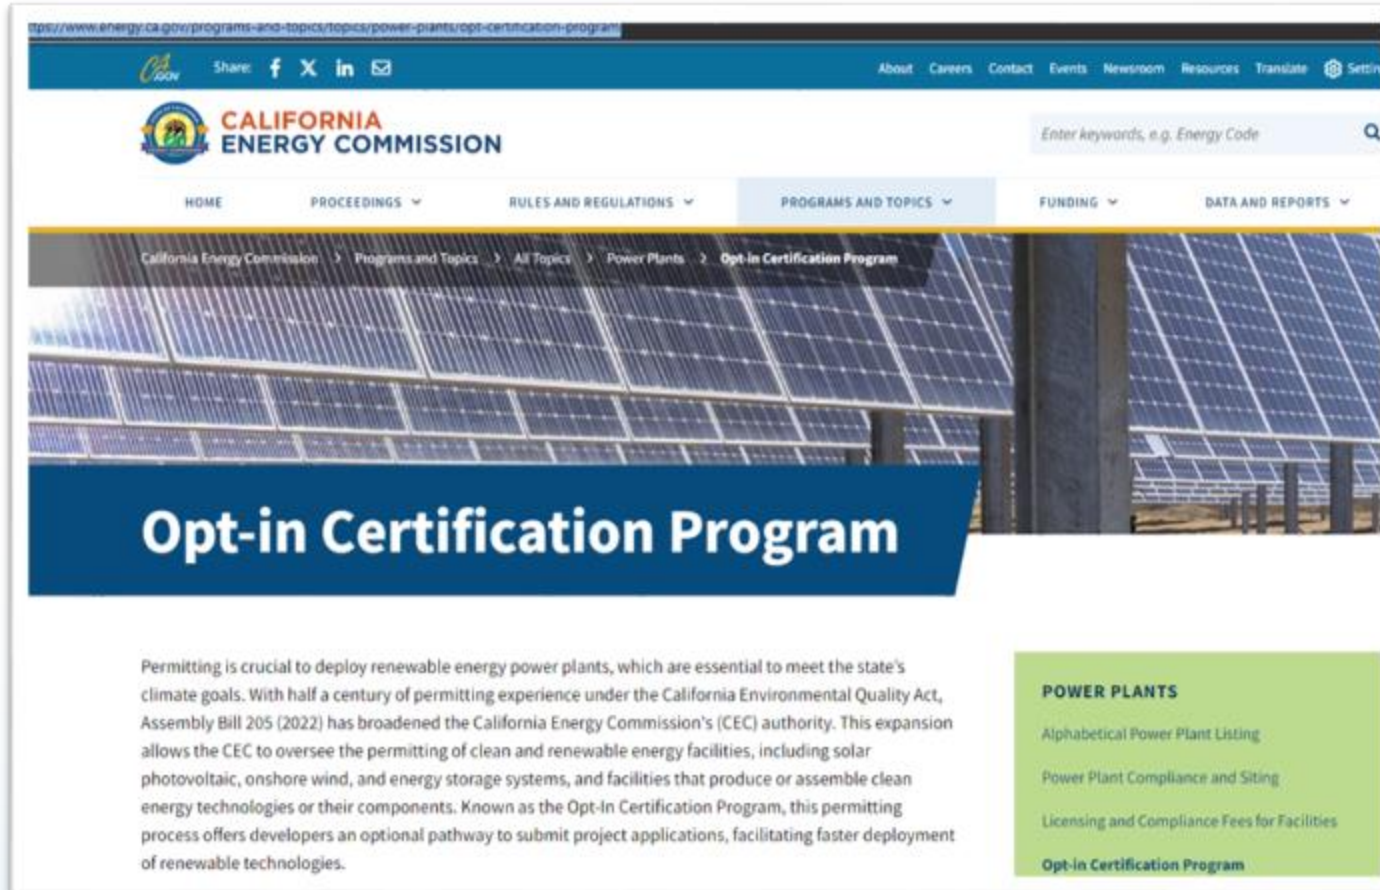 tps://www.energy.ca.gov/programs-and-topics/topics/power-plants/opt-certification-program
CA.GOV Share: About Careers Contact Events Newsroom Resources Translate Settin
CALIFORNIA
ENERGY COMMISSION
Enter keywords, e.g. Energy Code
HOME PROCEEDINGS RULES AND REGULATIONS PROGRAMS AND TOPICS FUNDING DATA AND REPORTS
California Energy Commission > Programs and Topics > All Topics > Power Plants > Opt-in Certification Program
Opt-in Certification Program
Permitting is crucial to deploy renewable energy power plants, which are essential to meet the state's
climate goals. With half a century of permitting experience under the California Environmental Quality Act,
Assembly Bill 205 (2022) has broadened the California Energy Commission's (CEC) authority. This expansion
allows the CEC to oversee the permitting of clean and renewable energy facilities, including solar
photovoltaic, onshore wind, and energy storage systems, and facilities that produce or assemble clean
energy technologies or their components. Known as the Opt-In Certification Program, this permitting
process offers developers an optional pathway to submit project applications, facilitating faster deployment
of renewable technologies.
POWER PLANTS
Alphabetical Power Plant Listing
Power Plant Compliance and Siting
Licensing and Compliance Fees for Facilities
Opt-in Certification Program